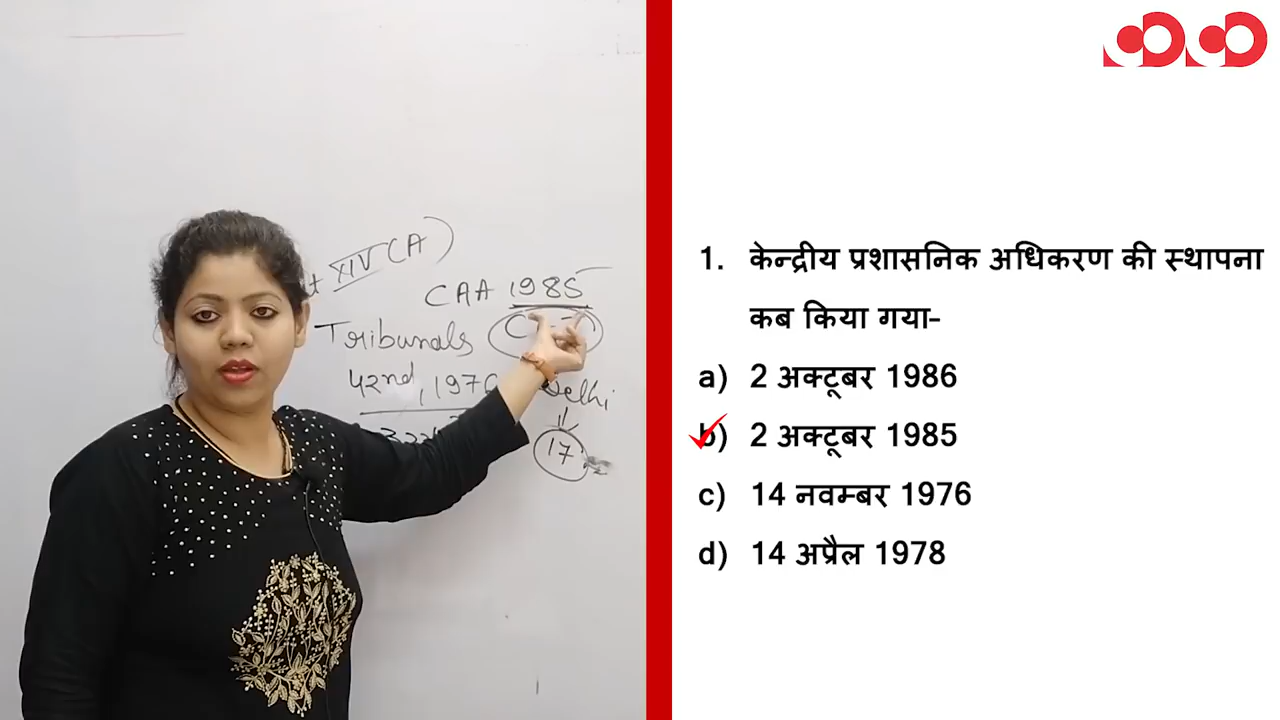 XIV (A)
CAA 1985
Tribunals
42nd, 197
Delhi
17
1. केन्द्रीय प्रशासनिक अधिकरण की स्थापना
कब किया गया–
a) 2 अक्टूबर 1986
b) 2 अक्टूबर 1985
c) 14 नवम्बर 1976
d) 14 अप्रैल 1978